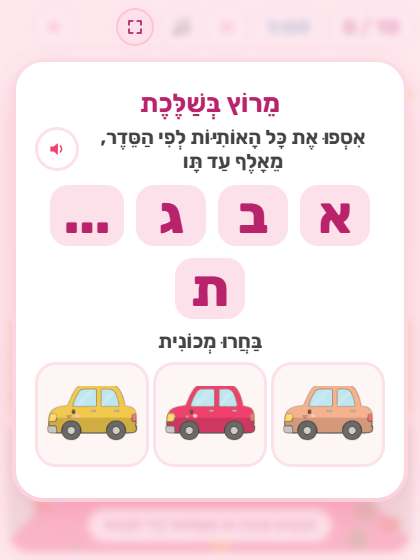 מֵרוֹץ בְּשַׁלֶּכֶת
אִסְפוּ אֶת כׇּל הָאוֹתִיּוֹת לְפִי הַסֵּדֶר,
מֵאָלֶף עַד תָּו
א ב ג ...
ת
בַּחֲרוּ מְכוֹנִית